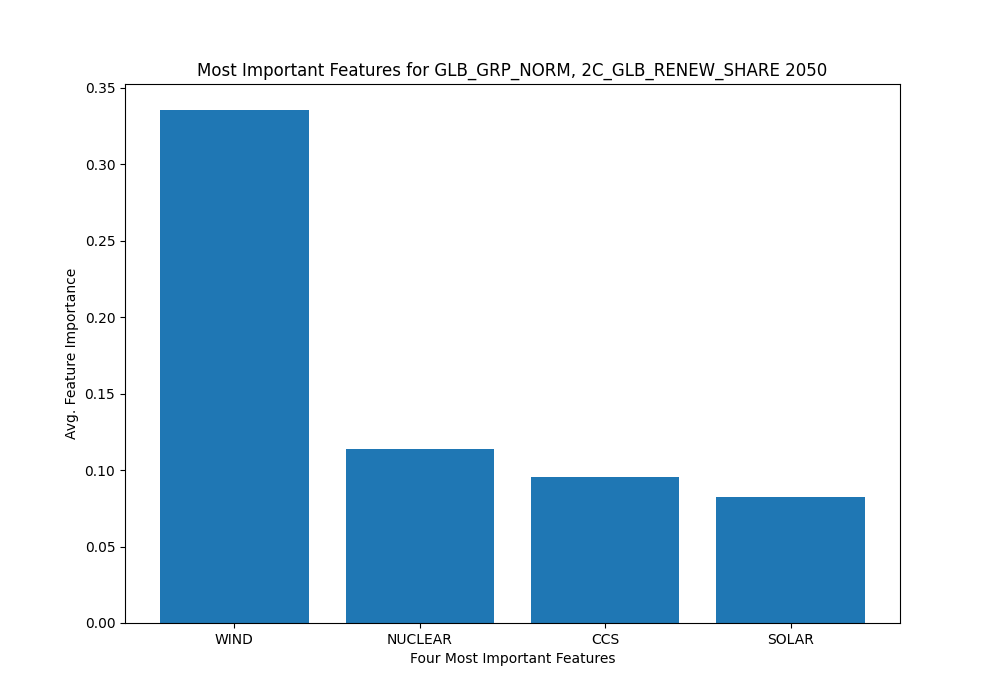 Most Important Features for GLB_GRP_NORM, 2C_GLB_RENEW_SHARE 2050
0.35
0.30
0.25
0.20
0.15
0.10
0.05
0.00
Avg. Feature Importance
WIND NUCLEAR CCS SOLAR
Four Most Important Features